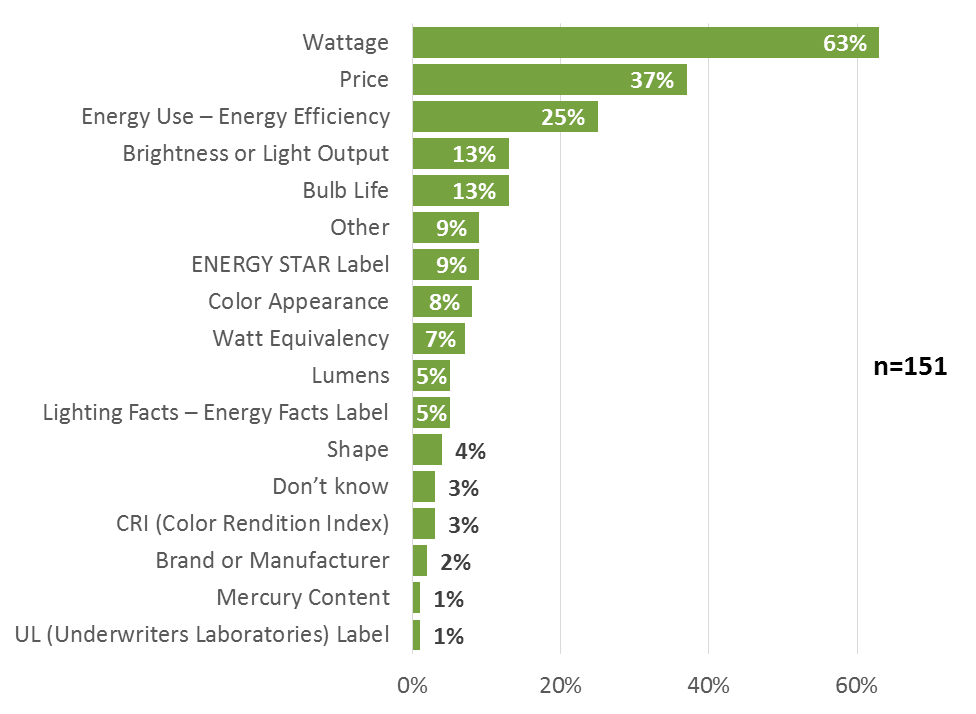 Wattage 63%
Price 37%
Energy Use – Energy Efficiency 25%
Brightness or Light Output 13%
Bulb Life 13%
Other 9%
ENERGY STAR Label 9%
Color Appearance 8%
Watt Equivalency 7%
n=151
Lumens 5%
Lighting Facts – Energy Facts Label 5%
Shape 4%
Don’t know 3%
CRI (Color Rendition Index) 3%
Brand or Manufacturer 2%
Mercury Content 1%
UL (Underwriters Laboratories) Label 1%
0% 20% 40% 60%